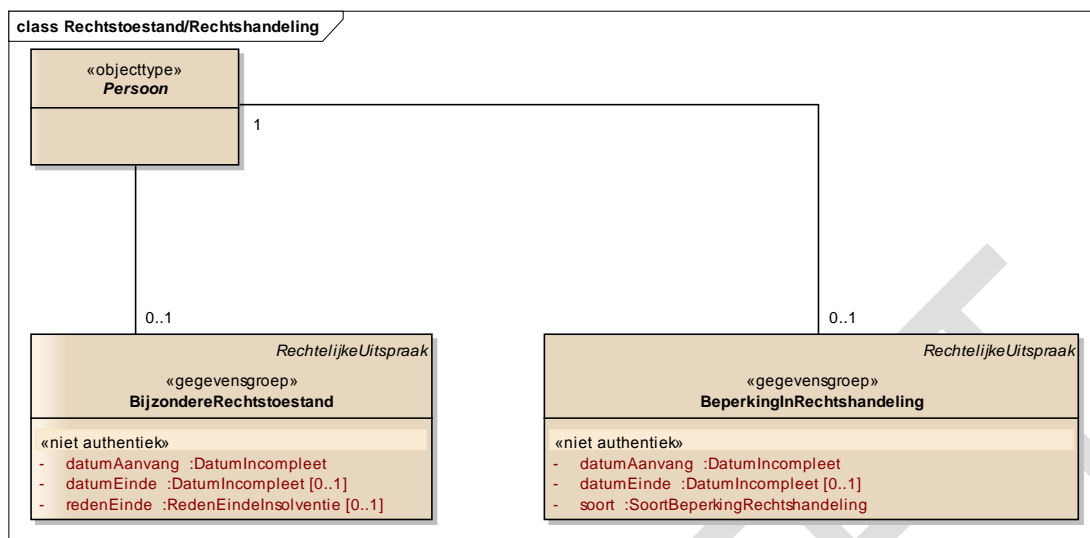 class Rechtstoestand/Rechtshandeling
«objecttype»
Persoon
1
0..1
0..1
RechtelijkeUitspraak
«gegevensgroep»
BijzondereRechtstoestand
«niet authentiek»
- datumAanvang :DatumIncompleet
- datumEinde :DatumIncompleet [0..1]
- redenEinde :RedenEindeInsolventie [0..1]
RechtelijkeUitspraak
«gegevensgroep»
BeperkingInRechtshandeling
«niet authentiek»
- datumAanvang :DatumIncompleet
- datumEinde :DatumIncompleet [0..1]
- soort :SoortBeperkingRechtshandeling